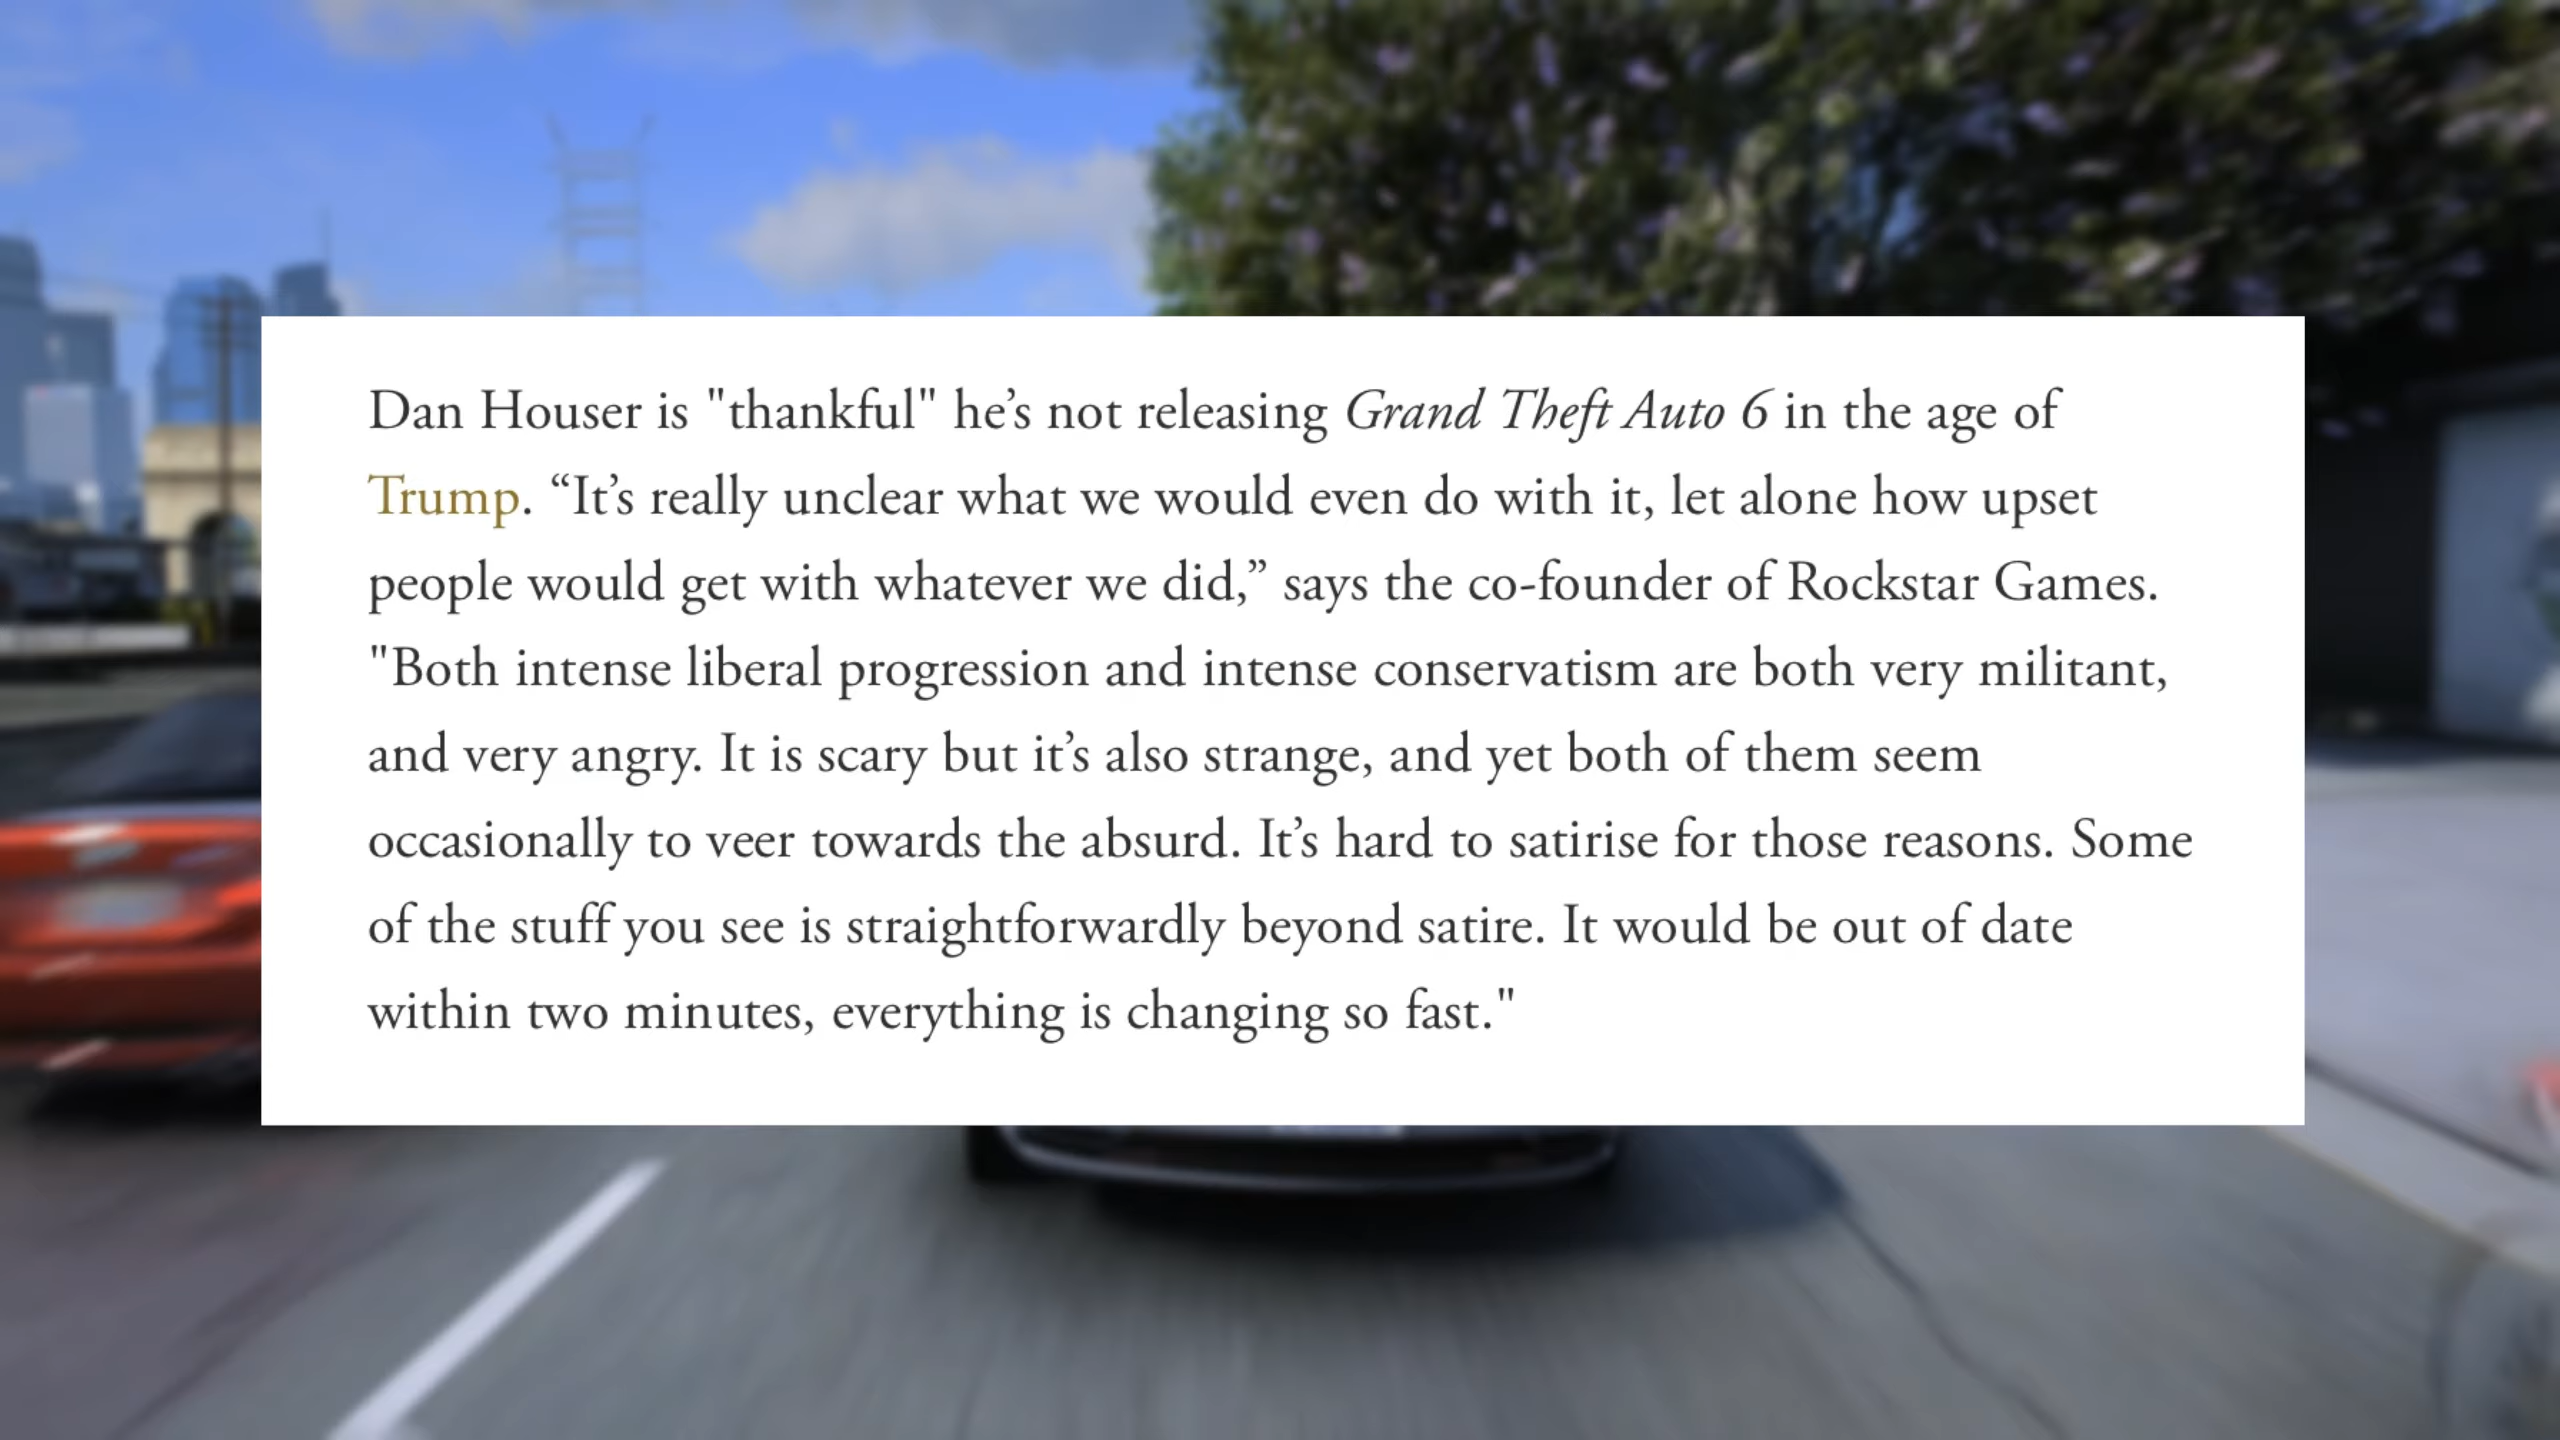 Dan Houser is "thankful" he’s not releasing Grand Theft Auto 6 in the age of
Trump. “It’s really unclear what we would even do with it, let alone how upset
people would get with whatever we did,” says the co-founder of Rockstar Games.
"Both intense liberal progression and intense conservatism are both very militant,
and very angry. It is scary but it’s also strange, and yet both of them seem
occasionally to veer towards the absurd. It’s hard to satirise for those reasons. Some
of the stuff you see is straightforwardly beyond satire. It would be out of date
within two minutes, everything is changing so fast."